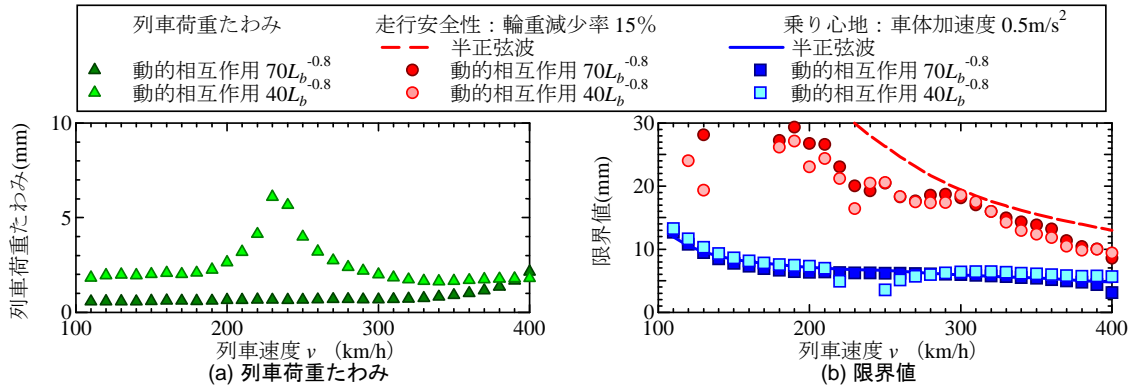 列車荷重たわみ 走行安全性：輪重減少率 15% 乗り心地：車体加速度 0.5m/s²
半正弦波 半正弦波
動的相互作用 70L_b^-0.8 動的相互作用 70L_b^-0.8 動的相互作用 70L_b^-0.8
動的相互作用 40L_b^-0.8 動的相互作用 40L_b^-0.8 動的相互作用 40L_b^-0.8
列車荷重たわみ(mm)
10
5
0
100 200 300 400
列車速度 v （km/h）
(a) 列車荷重たわみ
限界値(mm)
30
20
10
0
100 200 300 400
列車速度 v （km/h）
(b) 限界値